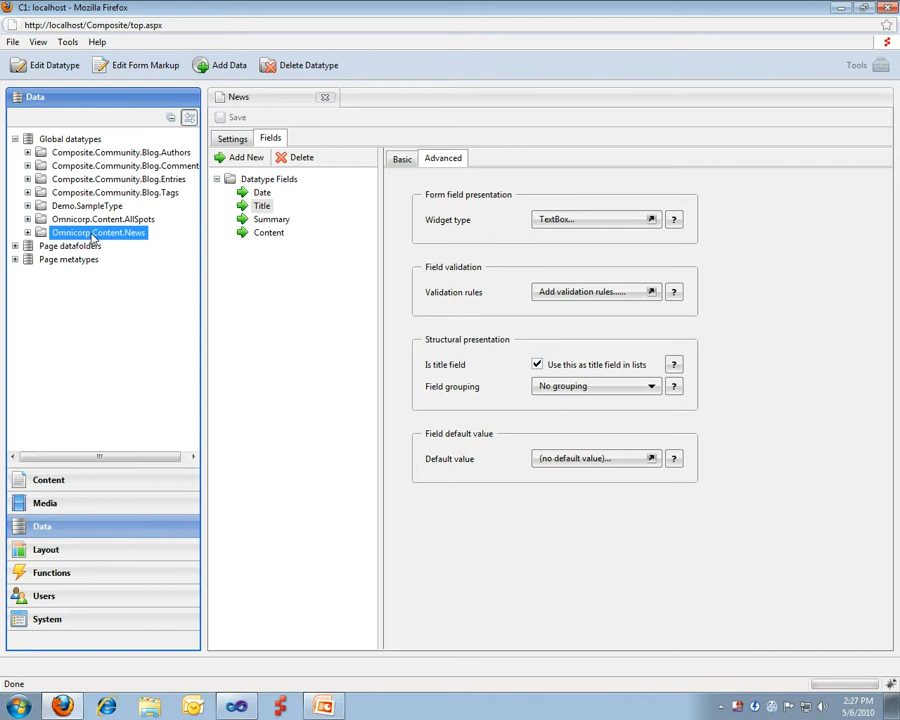 C1: localhost - Mozilla Firefox
http://localhost/Composite/top.aspx
File View Tools Help
Edit Datatype Edit Form Markup Add Data Delete Datatype Tools
Data
Global datatypes
Composite.Community.Blog.Authors
Composite.Community.Blog.Comment
Composite.Community.Blog.Entries
Composite.Community.Blog.Tags
Demo.SampleType
Omnicorp.Content.AllSpots
Omnicorp.Content.News
Page datafolders
Page metatypes
Content
Media
Data
Layout
Functions
Users
System
News
Save
Settings Fields
Add New Delete
Datatype Fields
Date
Title
Summary
Content
Basic Advanced
Form field presentation
Widget type TextBox... ?
Field validation
Validation rules Add validation rules...... ?
Structural presentation
Is title field Use this as title field in lists ?
Field grouping No grouping ?
Field default value
Default value (no default value)... ?
Done
2:27 PM
5/6/2010